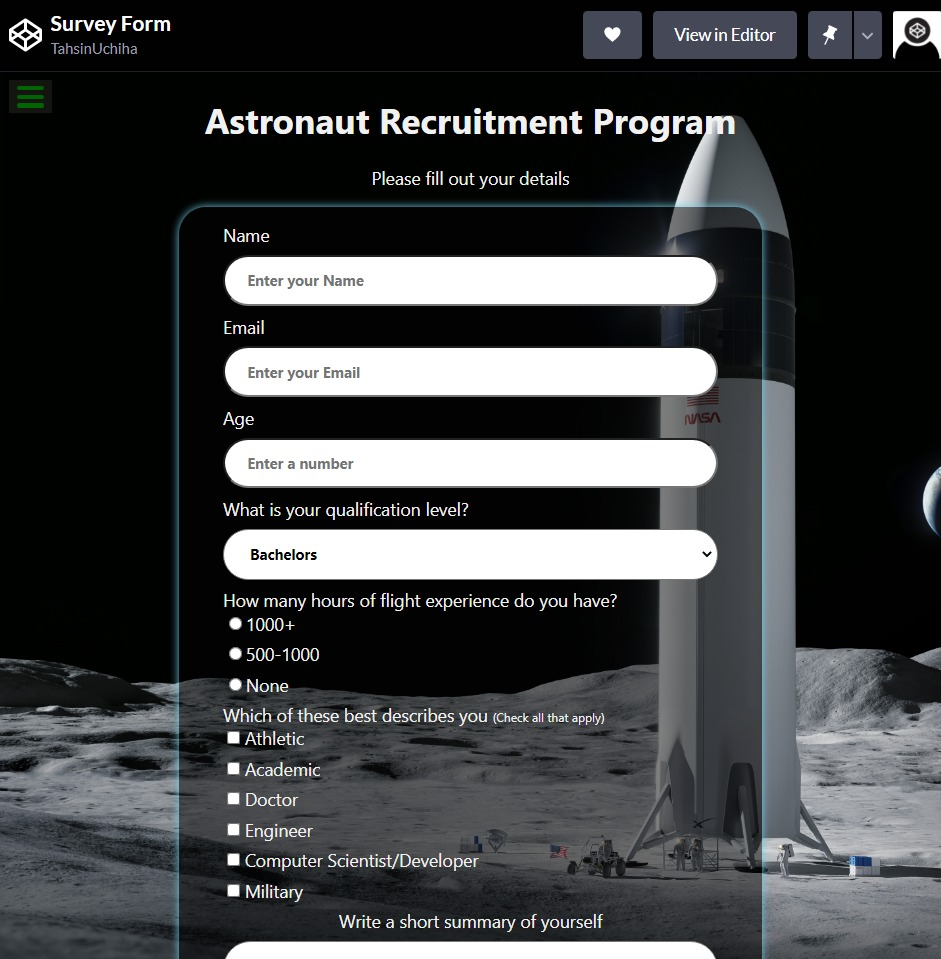 Survey Form
TahsinUchiha
View in Editor
Astronaut Recruitment Program
Please fill out your details
Name
Enter your Name
Email
Enter your Email
Age
Enter a number
NASA
What is your qualification level?
Bachelors
How many hours of flight experience do you have?
1000+
500-1000
None
Which of these best describes you (Check all that apply)
Athletic
Academic
Doctor
Engineer
Computer Scientist/Developer
Military
Write a short summary of yourself